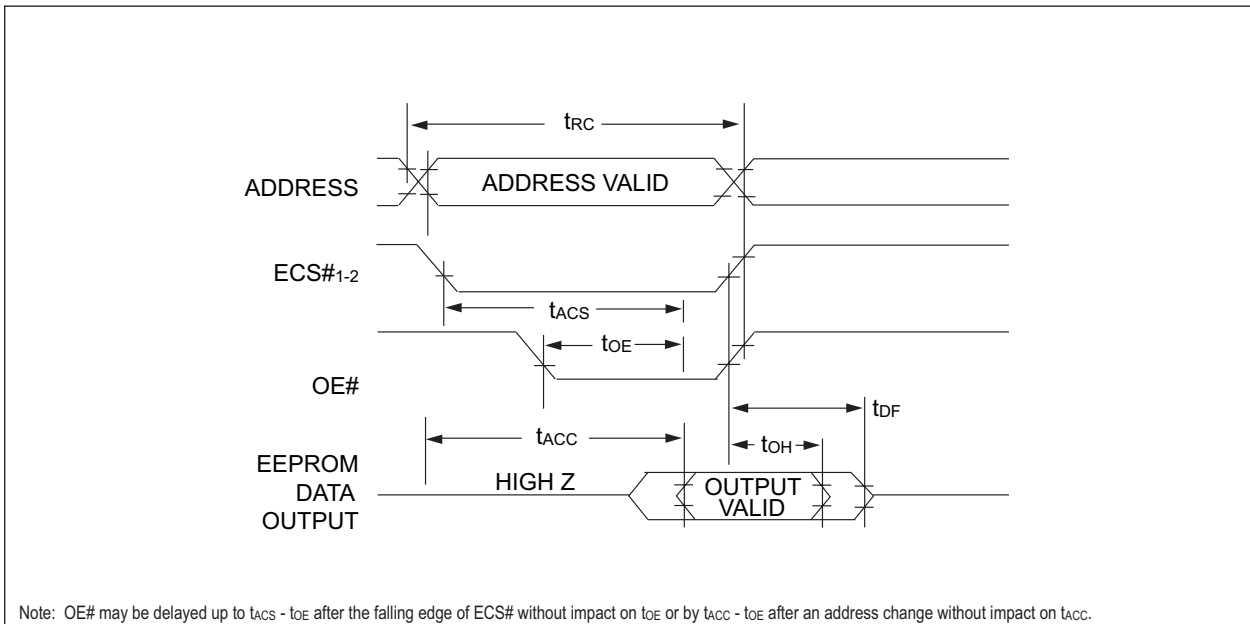 tRC
ADDRESS
ADDRESS VALID
ECS#1-2
tACS
tOE
OE#
tDF
tACC
tOH
EEPROM
DATA
OUTPUT
HIGH Z
OUTPUT
VALID
Note: OE# may be delayed up to tACS - tOE after the falling edge of ECS# without impact on tOE or by tACC - tOE after an address change without impact on tACC.